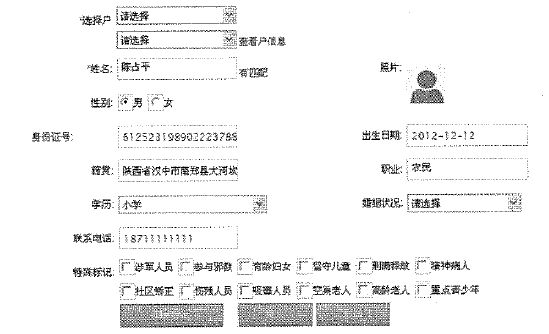 *选择户 请选择
请选择 查看户信息
*姓名: 陈占平 有匹配 照片:
性别: 男 女
身份证号: 612523198902223788 出生日期: 2012-12-12
籍贯: 陕西省汉中市南郑县大河坎 职业: 农民
学历: 小学 婚姻状况: 请选择
联系电话: 18711111111
特殊标记: 涉军人员 参与邪教 育龄妇女 留守儿童 刑满释放 精神病人
社区矫正 伤残人员 吸毒人员 空巢老人 高龄老人 重点青少年